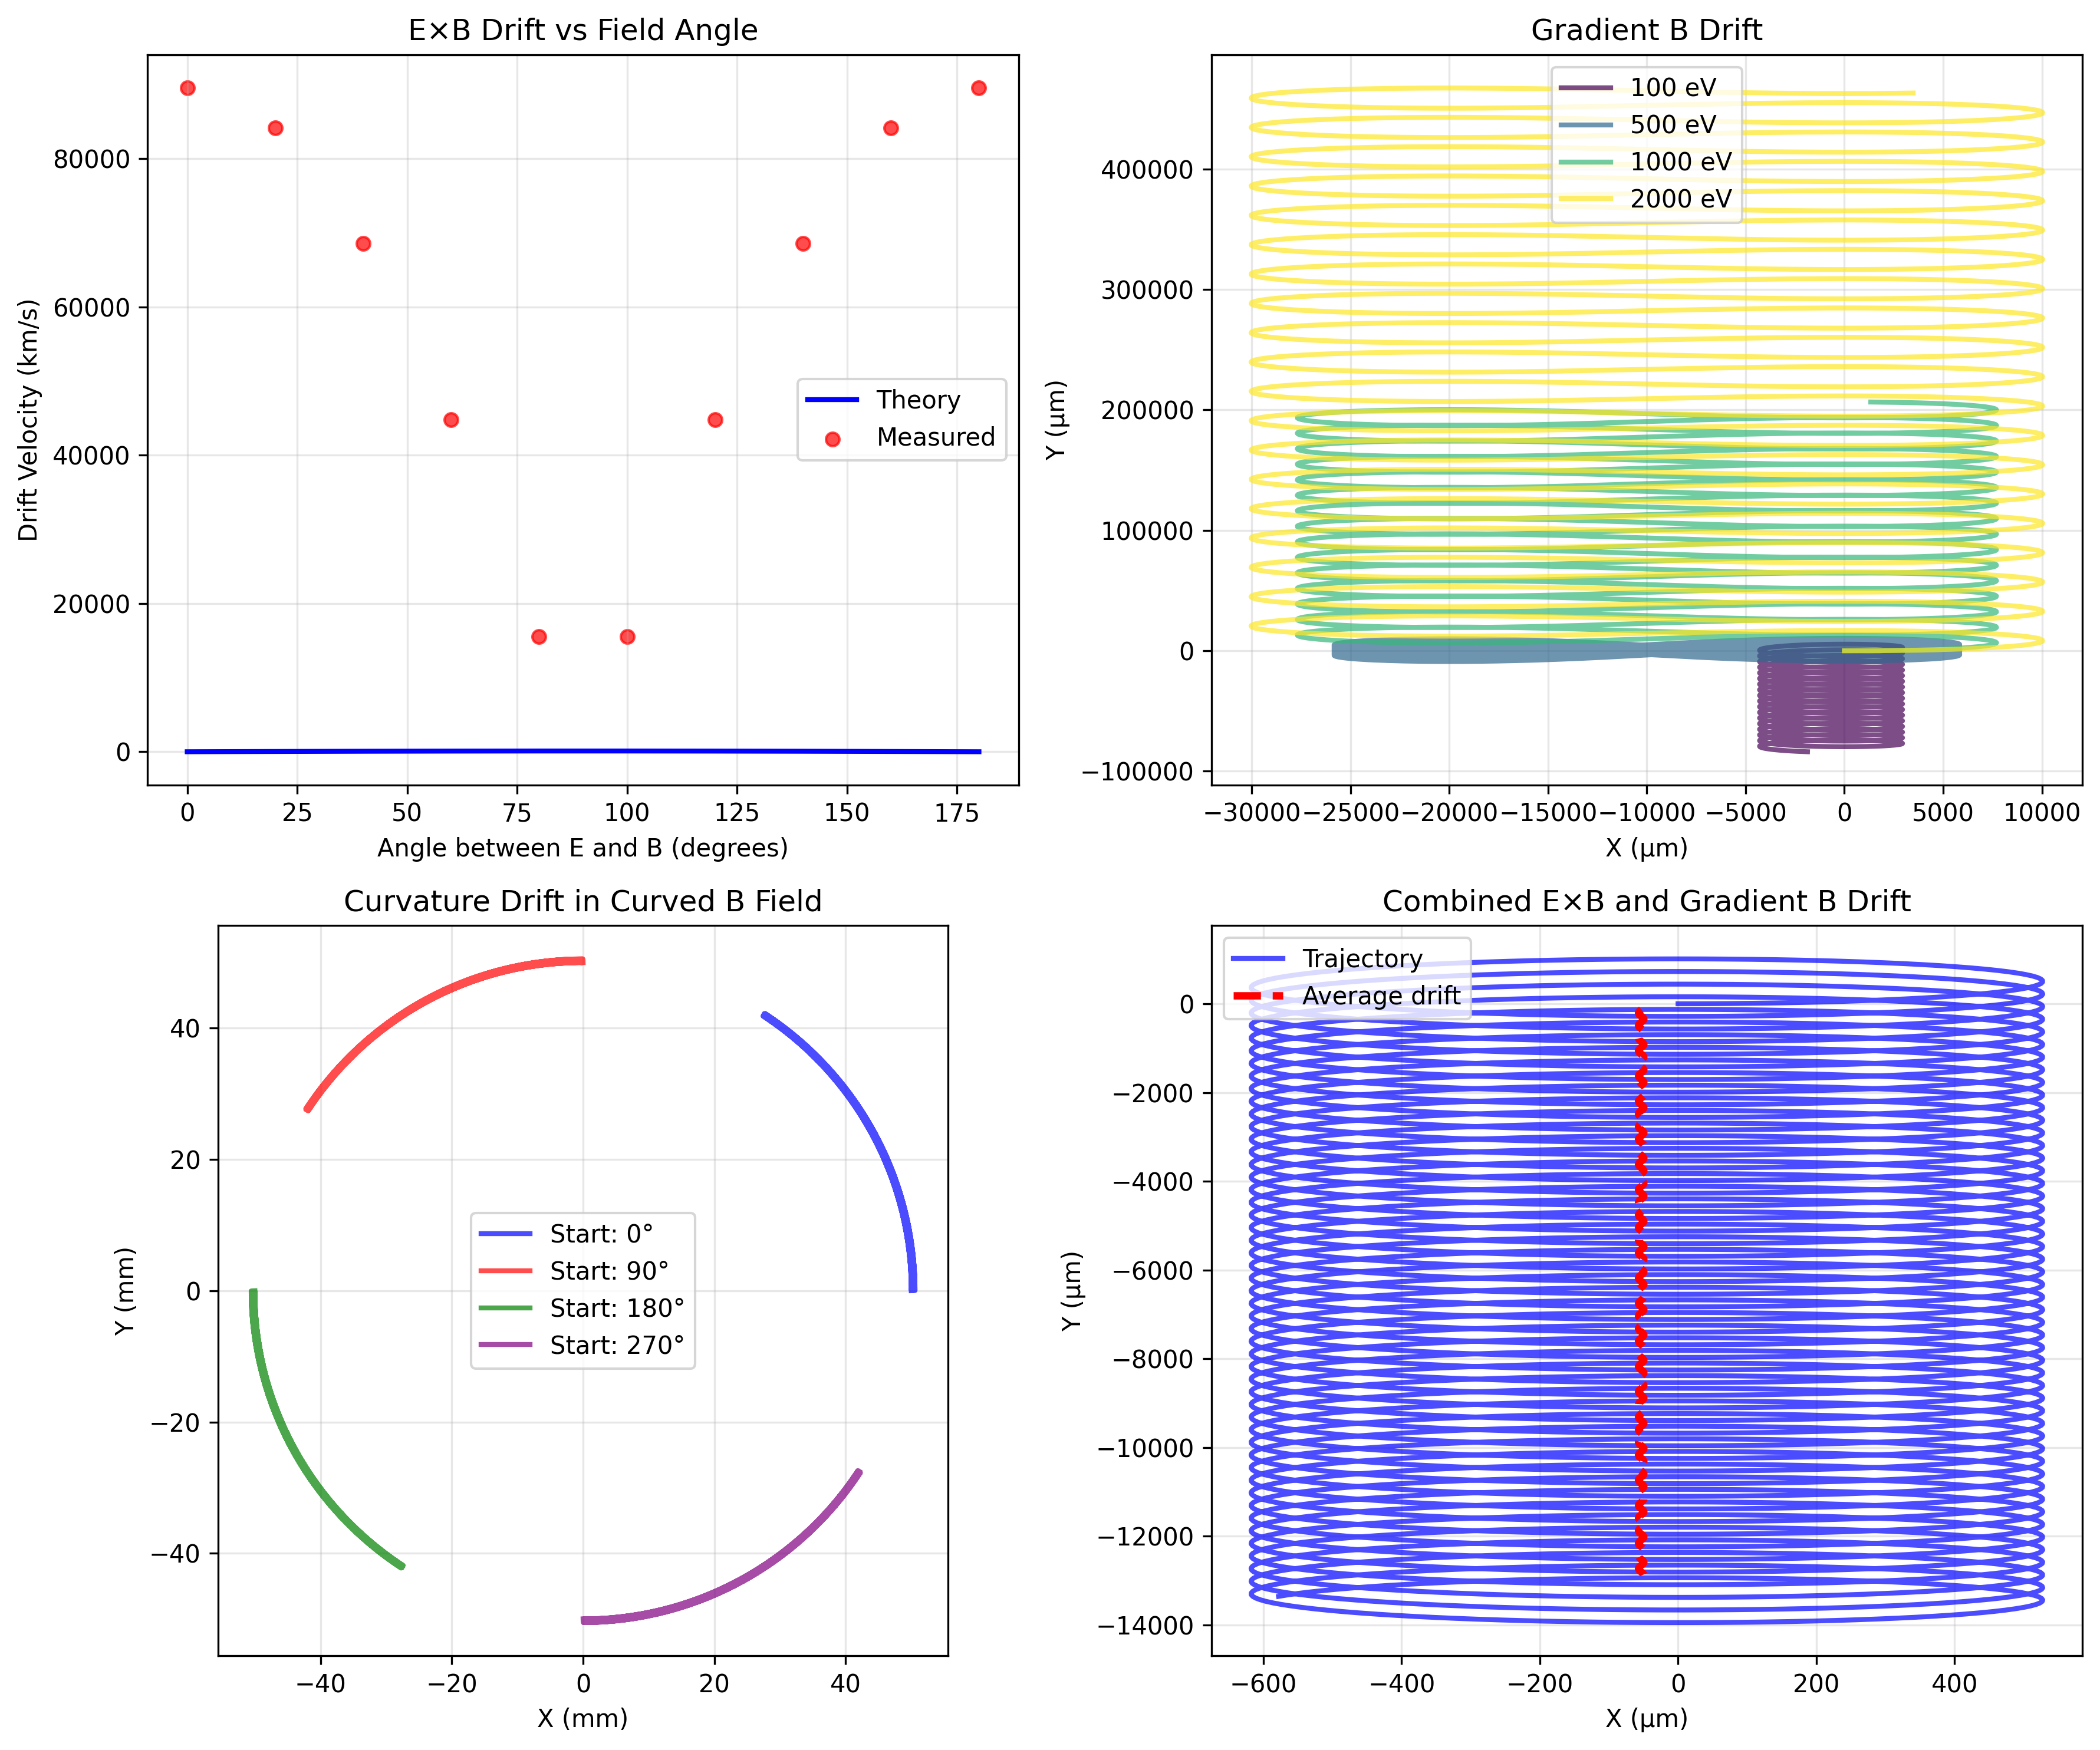 E×B Drift vs Field Angle
Drift Velocity (km/s)
80000
60000
40000
20000
0
Theory
Measured
0 25 50 75 100 125 150 175
Angle between E and B (degrees)
Gradient B Drift
Y (μm)
400000
300000
200000
100000
0
−100000
100 eV
500 eV
1000 eV
2000 eV
−30000 −25000 −20000 −15000 −10000 −5000 0 5000 10000
X (μm)
Curvature Drift in Curved B Field
Y (mm)
40
20
0
−20
−40
Start: 0°
Start: 90°
Start: 180°
Start: 270°
−40 −20 0 20 40
X (mm)
Combined E×B and Gradient B Drift
Y (μm)
0
−2000
−4000
−6000
−8000
−10000
−12000
−14000
Trajectory
Average drift
−600 −400 −200 0 200 400
X (μm)